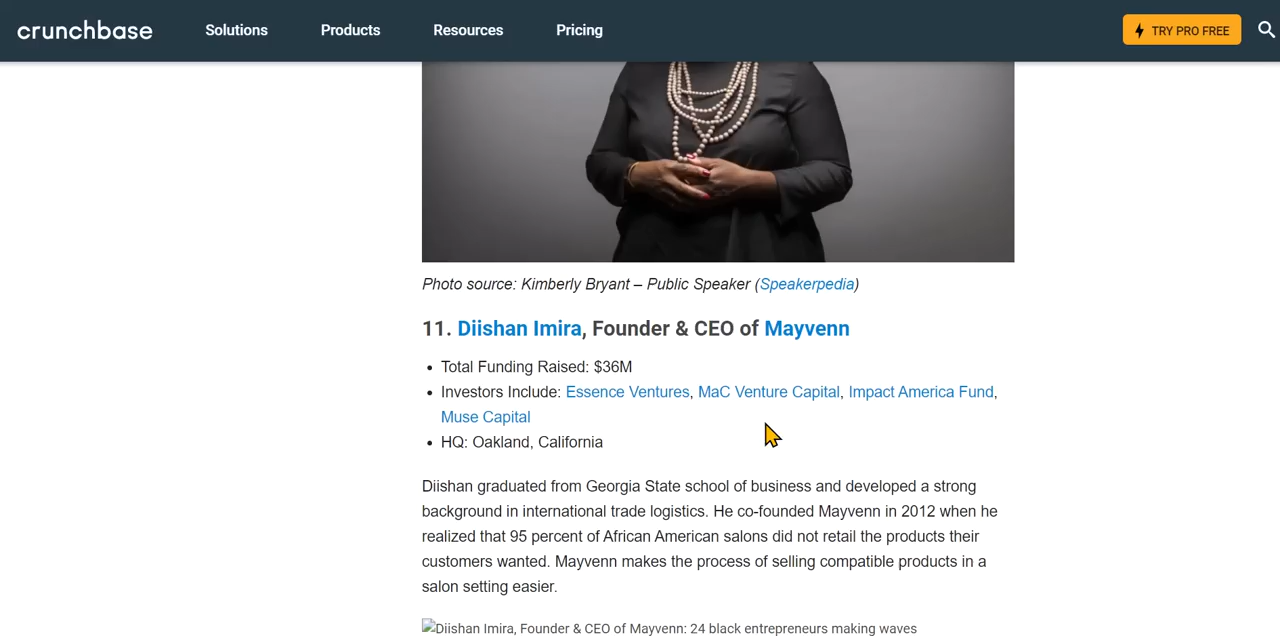 crunchbase Solutions Products Resources Pricing TRY PRO FREE
Photo source: Kimberly Bryant – Public Speaker (Speakerpedia)
11. Diishan Imira, Founder & CEO of Mayvenn
• Total Funding Raised: $36M
• Investors Include: Essence Ventures, MaC Venture Capital, Impact America Fund,
Muse Capital
• HQ: Oakland, California
Diishan graduated from Georgia State school of business and developed a strong
background in international trade logistics. He co-founded Mayvenn in 2012 when he
realized that 95 percent of African American salons did not retail the products their
customers wanted. Mayvenn makes the process of selling compatible products in a
salon setting easier.
Diishan Imira, Founder & CEO of Mayvenn: 24 black entrepreneurs making waves